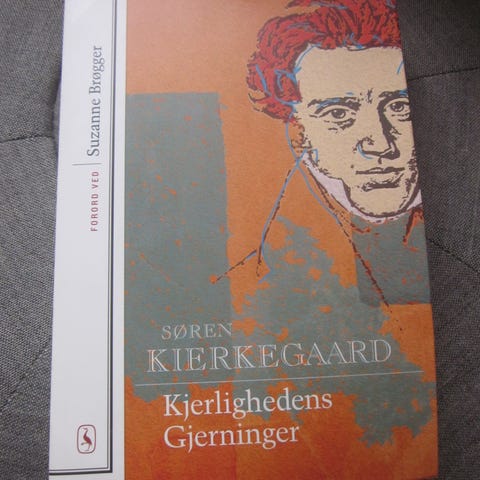 FORORD VED
Suzanne Brøgger
SØREN
KIERKEGAARD
Kjerlighedens
Gjerninger